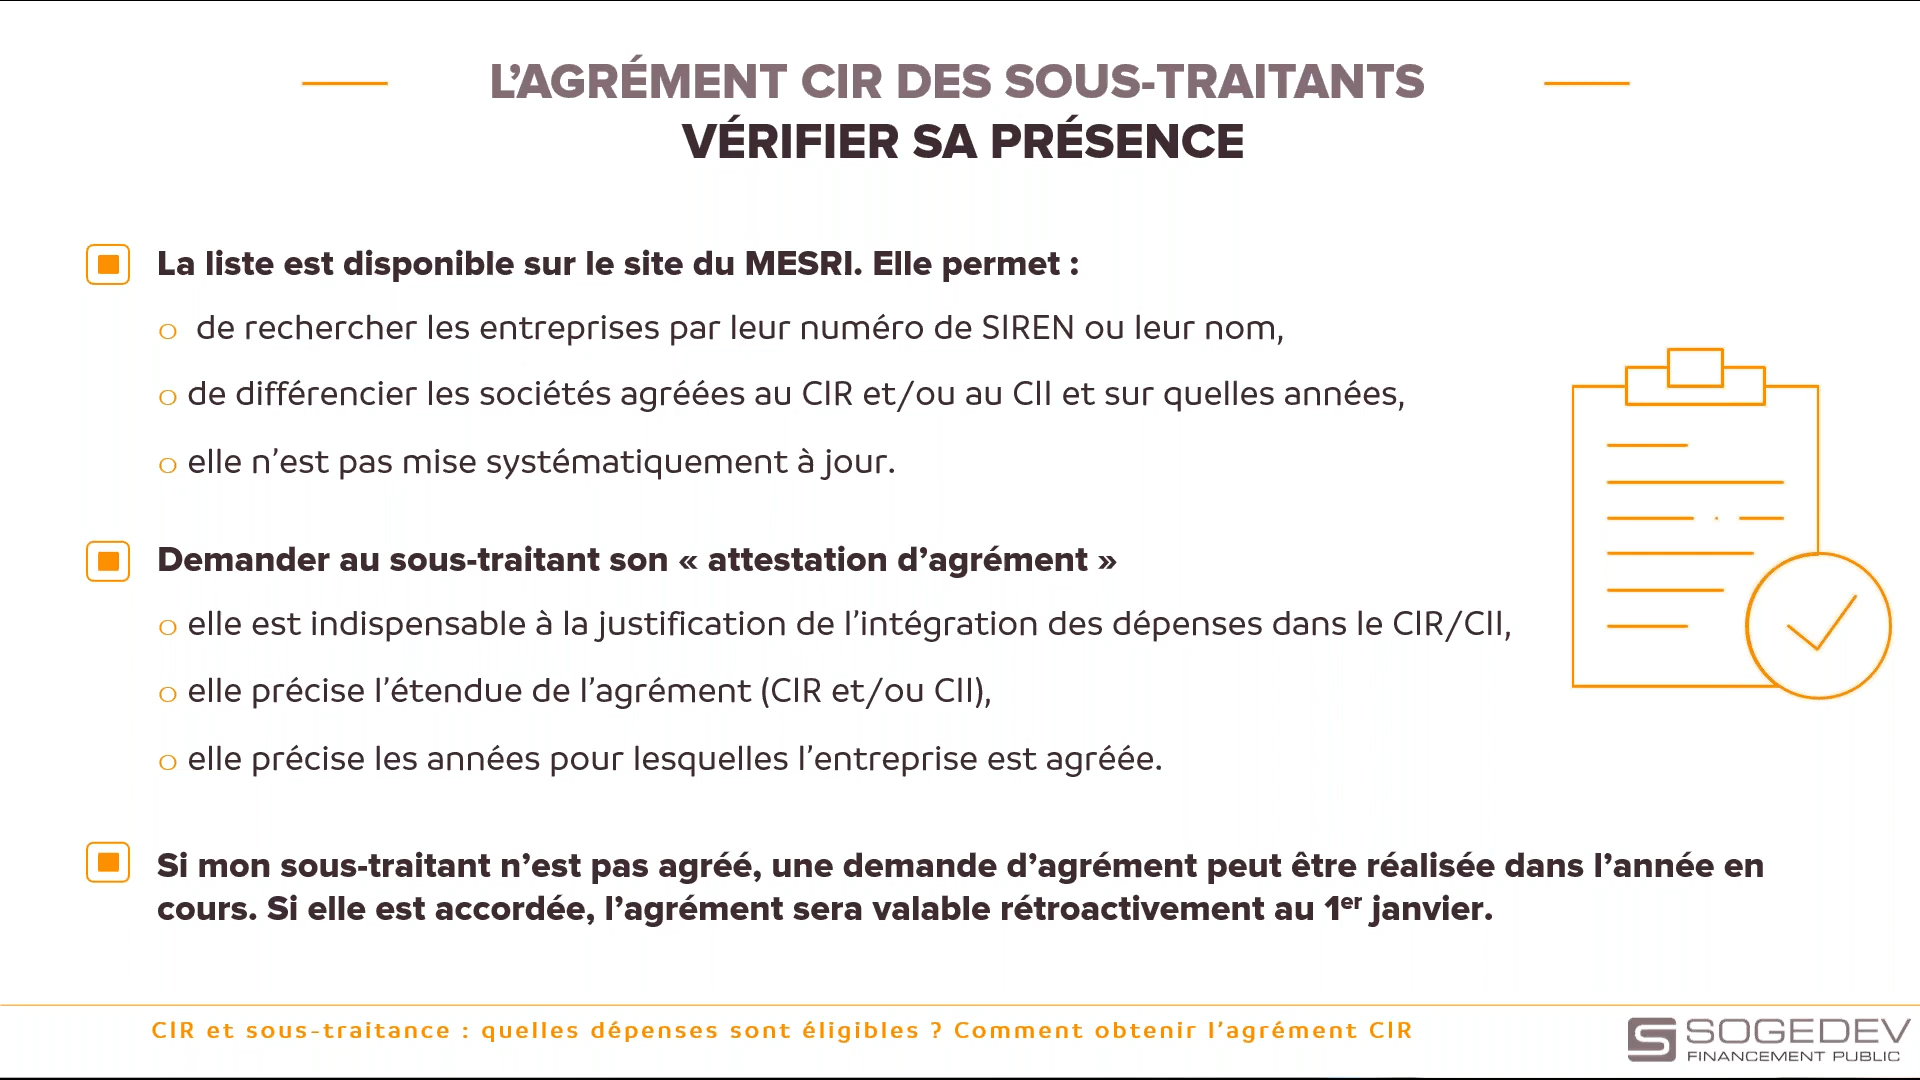 L’AGRÉMENT CIR DES SOUS-TRAITANTS
VÉRIFIER SA PRÉSENCE
La liste est disponible sur le site du MESRI. Elle permet :
o de rechercher les entreprises par leur numéro de SIREN ou leur nom,
o de différencier les sociétés agréées au CIR et/ou au CII et sur quelles années,
o elle n’est pas mise systématiquement à jour.
Demander au sous-traitant son « attestation d’agrément »
o elle est indispensable à la justification de l’intégration des dépenses dans le CIR/CII,
o elle précise l’étendue de l’agrément (CIR et/ou CII),
o elle précise les années pour lesquelles l’entreprise est agréée.
Si mon sous-traitant n’est pas agréé, une demande d’agrément peut être réalisée dans l’année en
cours. Si elle est accordée, l’agrément sera valable rétroactivement au 1er janvier.
CIR et sous-traitance : quelles dépenses sont éligibles ? Comment obtenir l’agrément CIR
SOGEDEV
FINANCEMENT PUBLIC